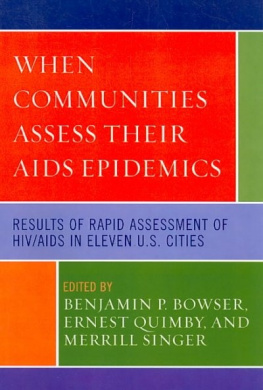 WHEN
COMMUNITIES
ASSESS THEIR
AIDS EPIDEMICS
RESULTS OF RAPID ASSESSMENT OF
HIV/AIDS IN ELEVEN U.S. CITIES
EDITED BY
BENJAMIN P. BOWSER,
ERNEST QUIMBY, AND
MERRILL SINGER